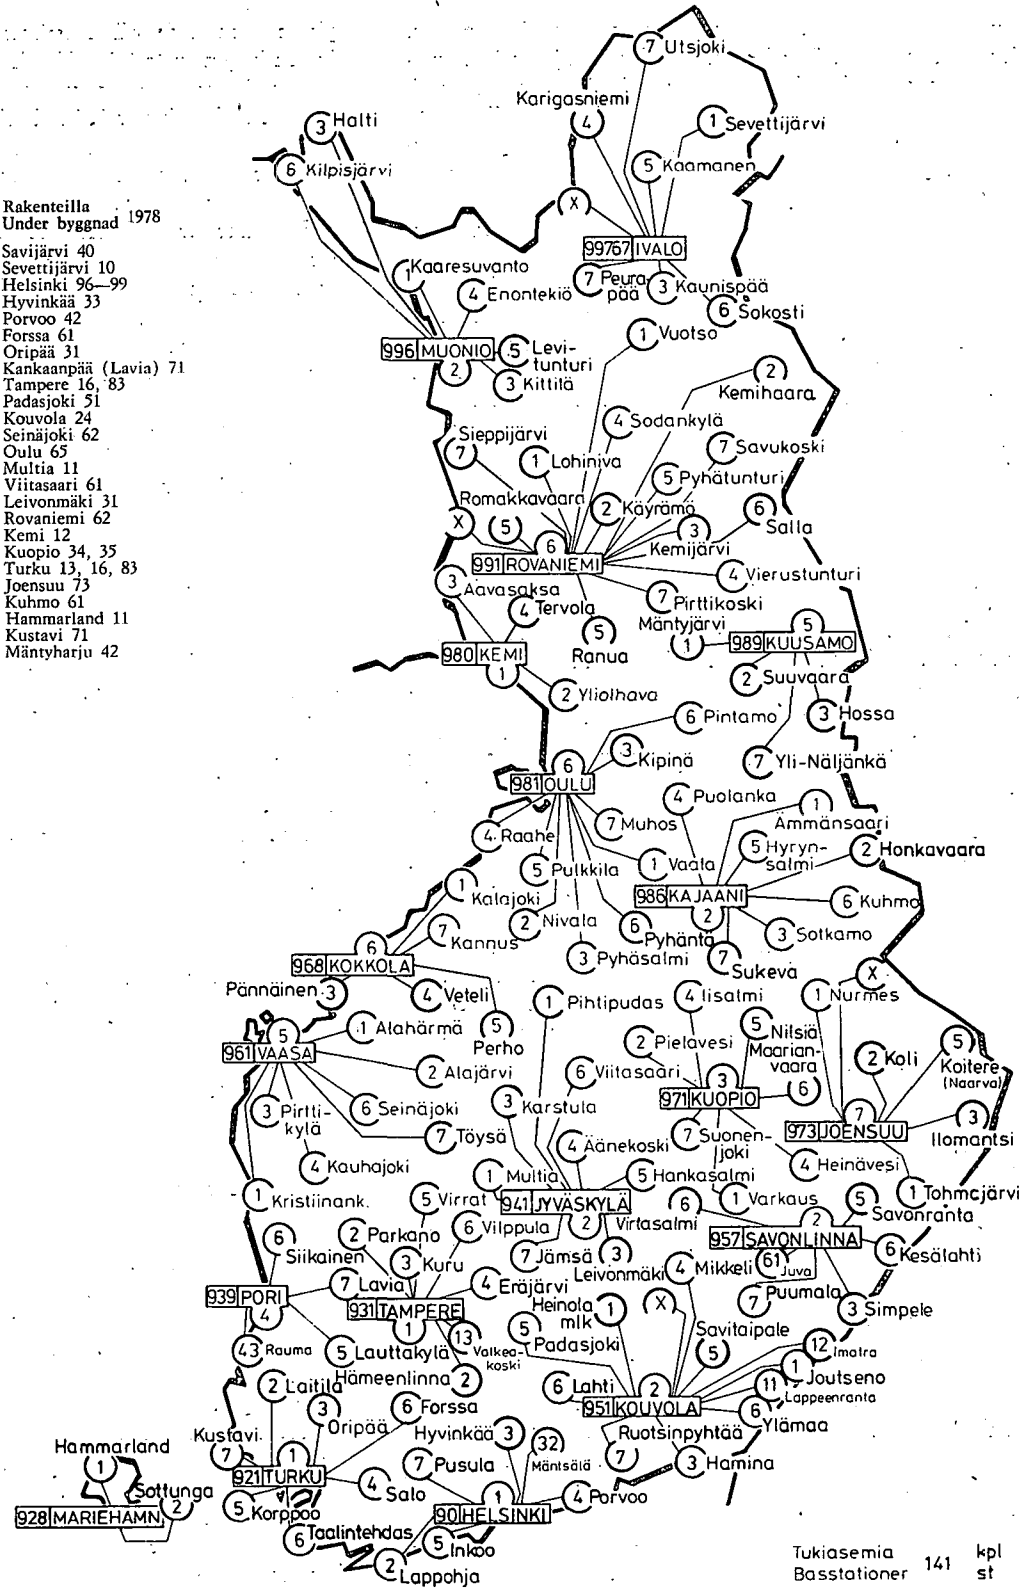 Rakenteilla
Under byggnad 1978
Savijärvi 40
Sevettijärvi 10
Helsinki 96—99
Hyvinkää 33
Porvoo 42
Forssa 61
Oripää 31
Kankaanpää (Lavia) 71
Tampere 16, 83
Padasjoki 51
Kouvola 24
Seinäjoki 62
Oulu 65
Multia 11
Viitasaari 61
Leivonmäki 31
Rovaniemi 62
Kemi 12
Kuopio 34, 35
Turku 13, 16, 83
Joensuu 73
Kuhmo 61
Hammarland 11
Kustavi 71
Mäntyharju 42
7 Utsjoki
Karigasniemi
4
3 Halti
1 Sevettijärvi
6 Kilpisjärvi
5 Kaamanen
X
99767 IVALO
7 Peura-
pää
3 Kaunispää
6 Sokosti
1 Kaaresuvanto
4 Enontekiö
1 Vuotso
996 MUONIO
2
5 Levi-
tunturi
3 Kittilä
2
Kemihaara
4 Sodankylä
Sieppijärvi
7
7 Savukoski
1 Lohiniva
5 Pyhätunturi
Romakkavaara
5
2 Käyrämö
6
Salla
X
3
Kemijärvi
6
991 ROVANIEMI
4 Vierustunturi
3
Aavasaksa
7 Pirttikoski
4 Tervola
5
Ranua
Mäntyjärvi
1
5
989 KUUSAMO
980 KEMI
1
2 Suuvaara
2 Yliolhava
3 Hossa
6 Pintamo
7 Yli-Näljänkä
3 Kipinä
6
981 OULU
4 Puolanka
1
Ämmänsaari
4 Raahe
7 Muhos
5 Hyryn-
salmi
2 Honkavaara
5 Pulkkila
1 Vaala
1
Kalajoki
986 KAJAANI
2
6 Kuhmo
2 Nivala
7
Kannus
6
Pyhäntä
3 Sotkamo
6
968 KOKKOLA
3 Pyhäsalmi
7
Sukeva
X
Pännäinen 3
4 Veteli
1 Pihtipudas
4 Iisalmi
1 Nurmes
5
961 VAASA
1 Alahärmä
5
Perho
2 Pielavesi
5 Nilsiä
Maarian-
vaara
6
2 Koli
5
Koitere
(Naarva)
2 Alajärvi
6 Viitasaari
3
971 KUOPIO
3 Pirtti-
kylä
6 Seinäjoki
3 Karstula
7
973 JOENSUU
3
Ilomantsi
7 Töysä
4 Äänekoski
7 Suonen-
joki
4 Kauhajoki
1 Multia
5 Hankasalmi
4 Heinävesi
1 Kristiinank.
5 Virrat
941 JYVÄSKYLÄ
2
1 Varkaus
1 Tohmajärvi
6
Virtasalmi
5
Savonranta
6
Siikainen
2 Parkano
6 Vilppula
2
957 SAVONLINNA
6 Kesälahti
3 Kuru
7 Jämsä
3
Leivonmäki
4 Mikkeli
61
Juva
7 Lavia
4 Eräjärvi
7 Puumala
939 PORI
4
931 TAMPERE
1
Heinola
mlk 1
X
3 Simpele
43 Rauma
5 Lauttakylä
13
Valkea-
koski
5
Padasjoki
Savitaipale
5
12
Imatra
Hämeenlinna 2
2 Laitila
6 Lahti
2
951 KOUVOLA
1 Joutseno
11
Lappeenranta
6
Ylämaa
3
Oripää
6 Forssa
Hyvinkää 3
Ruotsinpyhtää
7
Kustavi
7
32
Mäntsälä
3 Hamina
Hammarland
1
1
921 TURKU
7 Pusula
4
Salo
Sottunga
2
5
Korppoo
1
90 HELSINKI
4 Porvoo
928 MARIEHAMN
6 Taalintehdas
5 Inkoo
2
Lappohja
Tukiasemia 141 kpl
Basstationer st